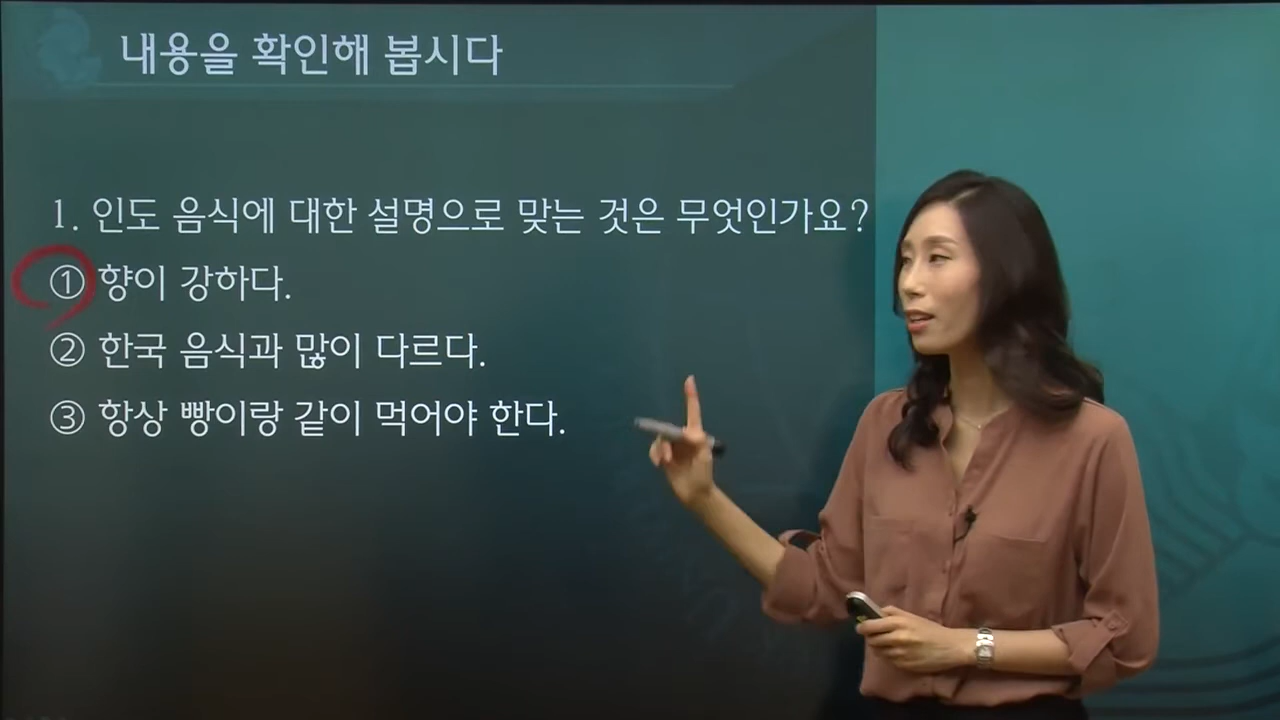 내용을 확인해 봅시다
1. 인도 음식에 대한 설명으로 맞는 것은 무엇인가요?
① 향이 강하다.
② 한국 음식과 많이 다르다.
③ 항상 빵이랑 같이 먹어야 한다.